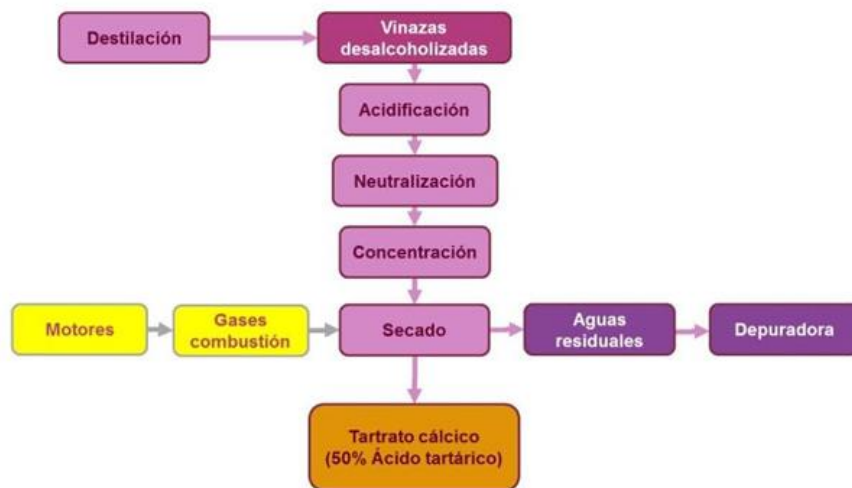 Destilación
Vinazas
desalcoholizadas
Acidificación
Neutralización
Concentración
Motores
Gases
combustión
Secado
Aguas
residuales
Depuradora
Tartrato cálcico
(50% Ácido tartárico)